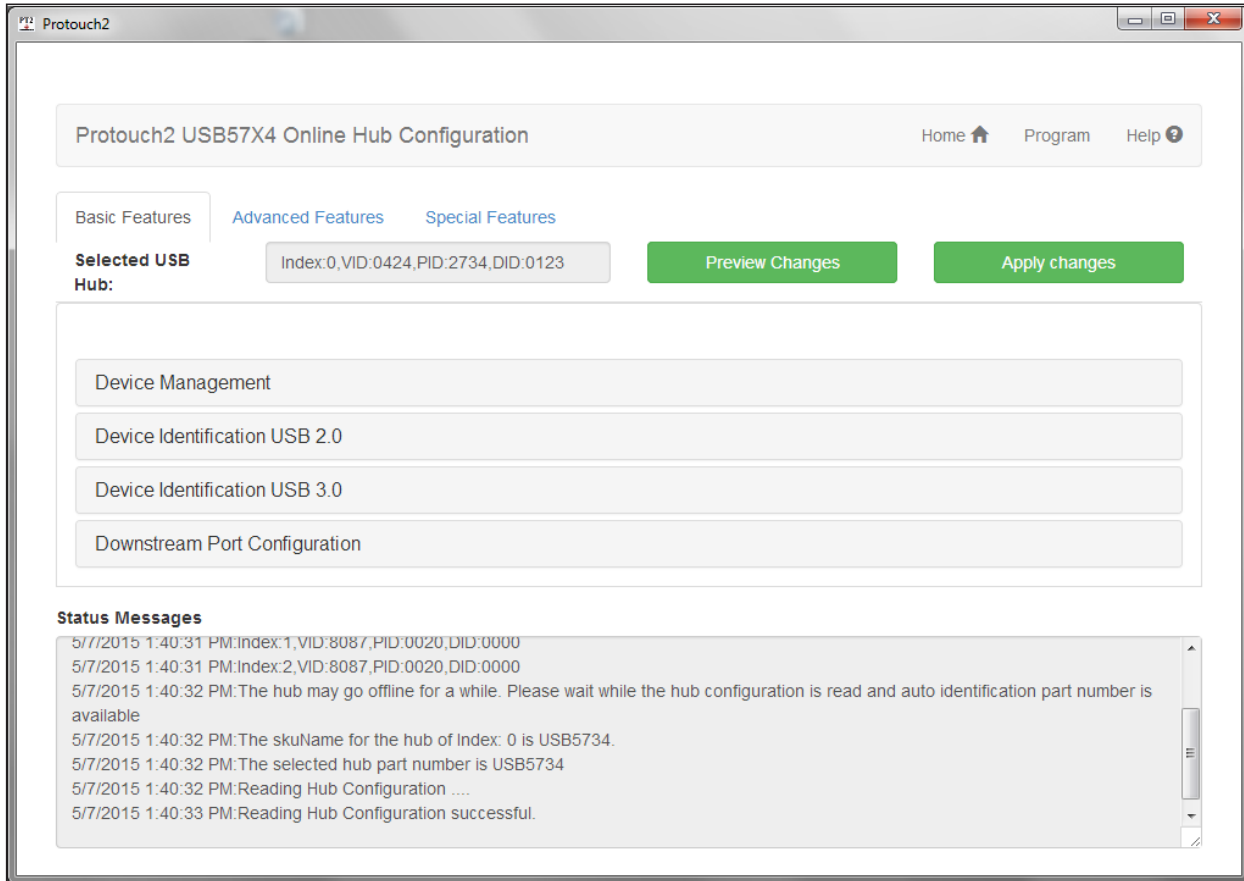 PT2 Protouch2
Protouch2 USB57X4 Online Hub Configuration Home Program Help
Basic Features Advanced Features Special Features
Selected USB Hub: Index:0,VID:0424,PID:2734,DID:0123 Preview Changes Apply changes
Device Management
Device Identification USB 2.0
Device Identification USB 3.0
Downstream Port Configuration
Status Messages
5/7/2015 1:40:31 PM:Index:1,VID:8087,PID:0020,DID:0000
5/7/2015 1:40:31 PM:Index:2,VID:8087,PID:0020,DID:0000
5/7/2015 1:40:32 PM:The hub may go offline for a while. Please wait while the hub configuration is read and auto identification part number is
available
5/7/2015 1:40:32 PM:The skuName for the hub of Index: 0 is USB5734.
5/7/2015 1:40:32 PM:The selected hub part number is USB5734
5/7/2015 1:40:32 PM:Reading Hub Configuration ....
5/7/2015 1:40:33 PM:Reading Hub Configuration successful.